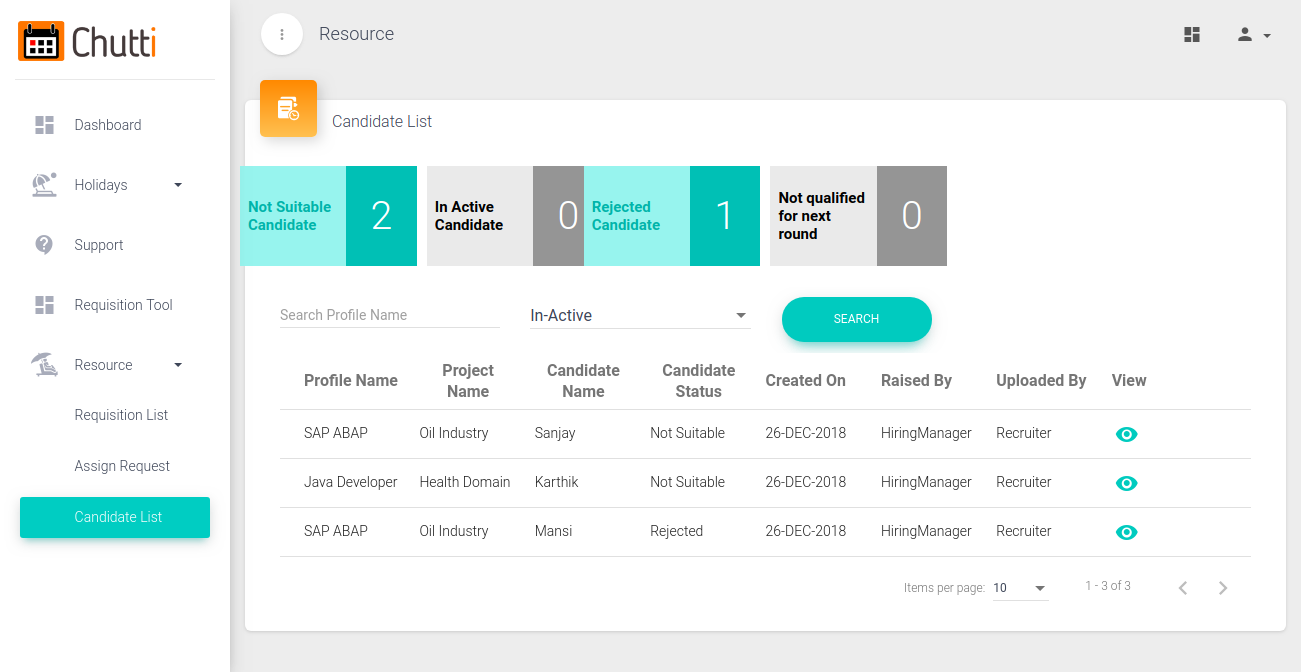 Chutti
Resource
Dashboard
Holidays
Support
Requisition Tool
Resource
Requisition List
Assign Request
Candidate List
Candidate List
Not Suitable
Candidate
2
In Active
Candidate
0
Rejected
Candidate
1
Not qualified
for next
round
0
Search Profile Name
In-Active
SEARCH
Profile Name Project Name Candidate Name Candidate Status Created On Raised By Uploaded By View
SAP ABAP Oil Industry Sanjay Not Suitable 26-DEC-2018 HiringManager Recruiter
Java Developer Health Domain Karthik Not Suitable 26-DEC-2018 HiringManager Recruiter
SAP ABAP Oil Industry Mansi Rejected 26-DEC-2018 HiringManager Recruiter
Items per page: 10 1 - 3 of 3